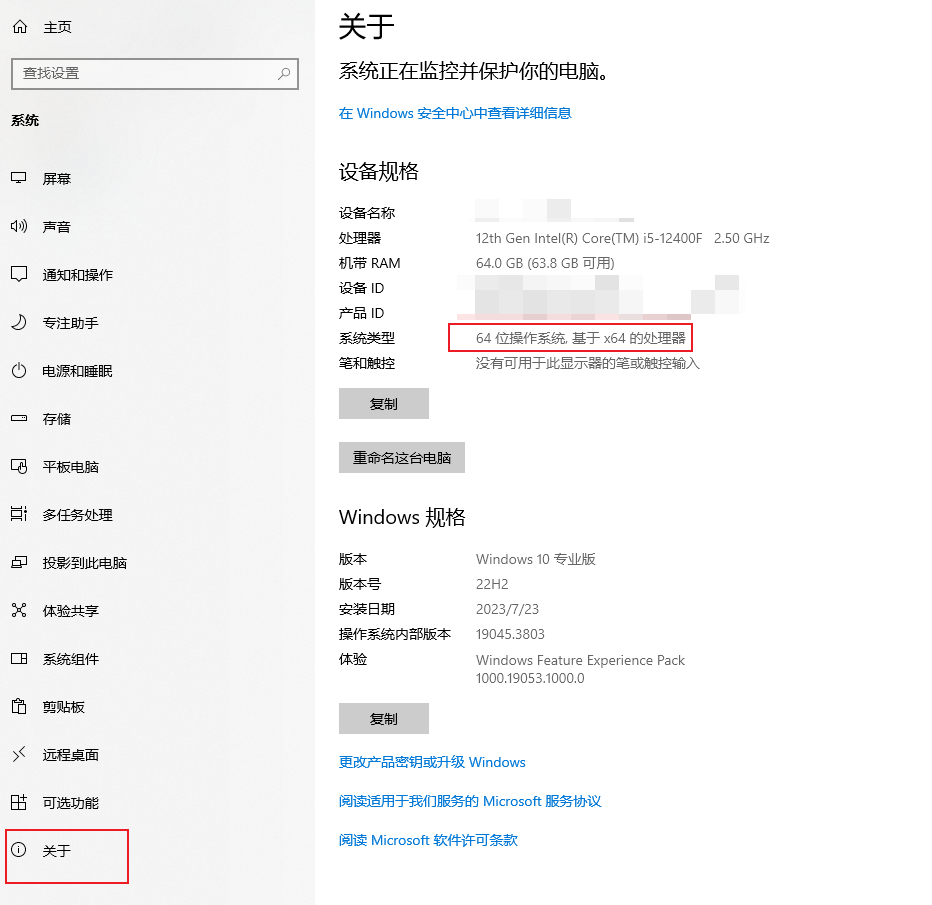 主页
查找设置
系统
屏幕
声音
通知和操作
专注助手
电源和睡眠
存储
平板电脑
多任务处理
投影到此电脑
体验共享
系统组件
剪贴板
远程桌面
可选功能
关于
关于
系统正在监控并保护你的电脑。
在 Windows 安全中心中查看详细信息
设备规格
设备名称
处理器 12th Gen Intel(R) Core(TM) i5-12400F 2.50 GHz
机带 RAM 64.0 GB (63.8 GB 可用)
设备 ID
产品 ID
系统类型 64 位操作系统, 基于 x64 的处理器
笔和触控 没有可用于此显示器的笔或触控输入
复制
重命名这台电脑
Windows 规格
版本 Windows 10 专业版
版本号 22H2
安装日期 2023/7/23
操作系统内部版本 19045.3803
体验 Windows Feature Experience Pack
1000.19053.1000.0
复制
更改产品密钥或升级 Windows
阅读适用于我们服务的 Microsoft 服务协议
阅读 Microsoft 软件许可条款